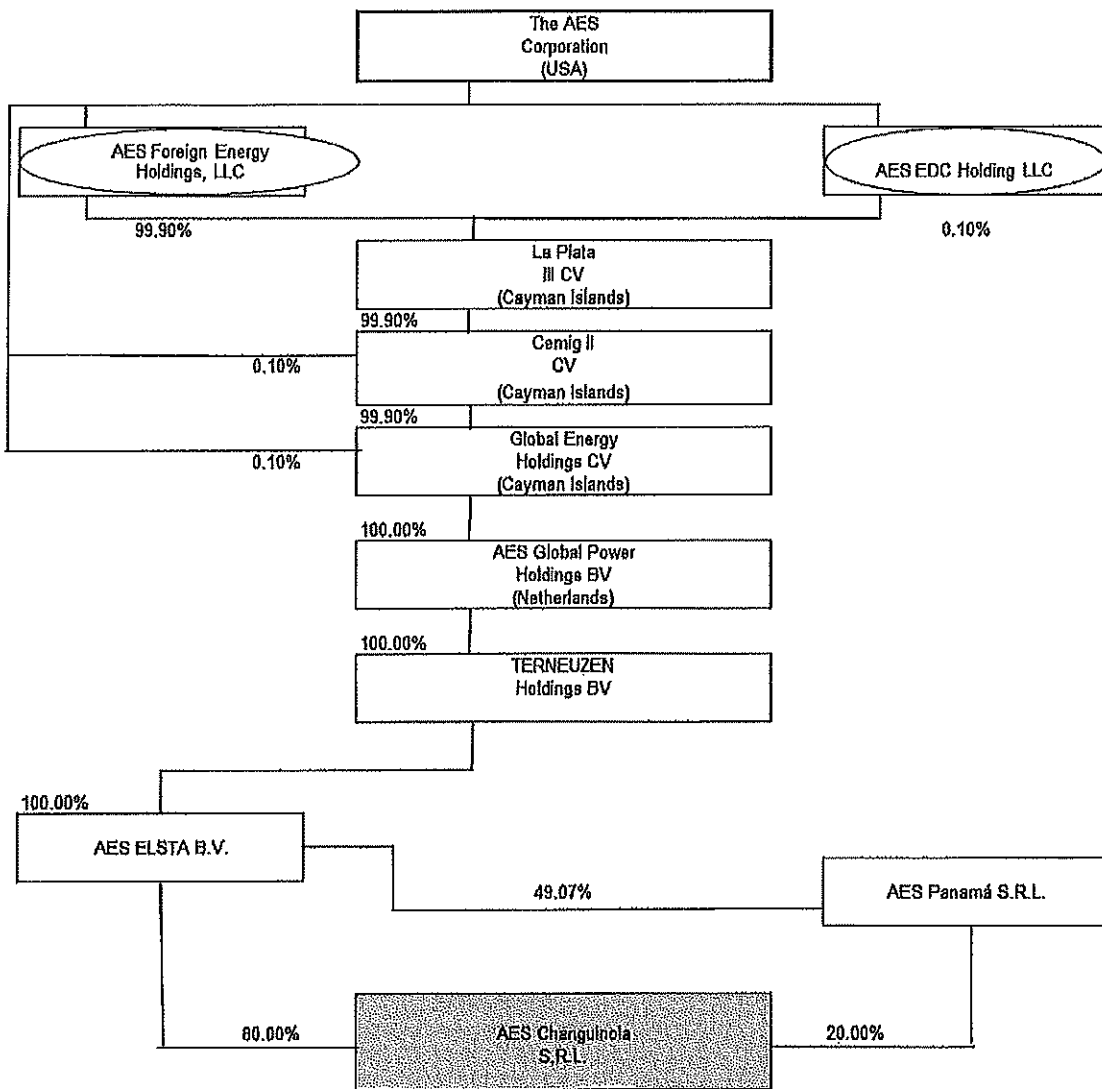 The AES
Corporation
(USA)
AES Foreign Energy
Holdings, LLC
AES EDC Holding LLC
99.90%
0.10%
La Plata
III CV
(Cayman Islands)
99.90%
Cemig II
CV
(Cayman Islands)
0.10%
99.90%
Global Energy
Holdings CV
(Cayman Islands)
0.10%
100.00%
AES Global Power
Holdings BV
(Netherlands)
100.00%
TERNEUZEN
Holdings BV
100.00%
AES ELSTA B.V.
49.07%
AES Panamá S.R.L.
80.00%
AES Changuinola
S.R.L.
20.00%